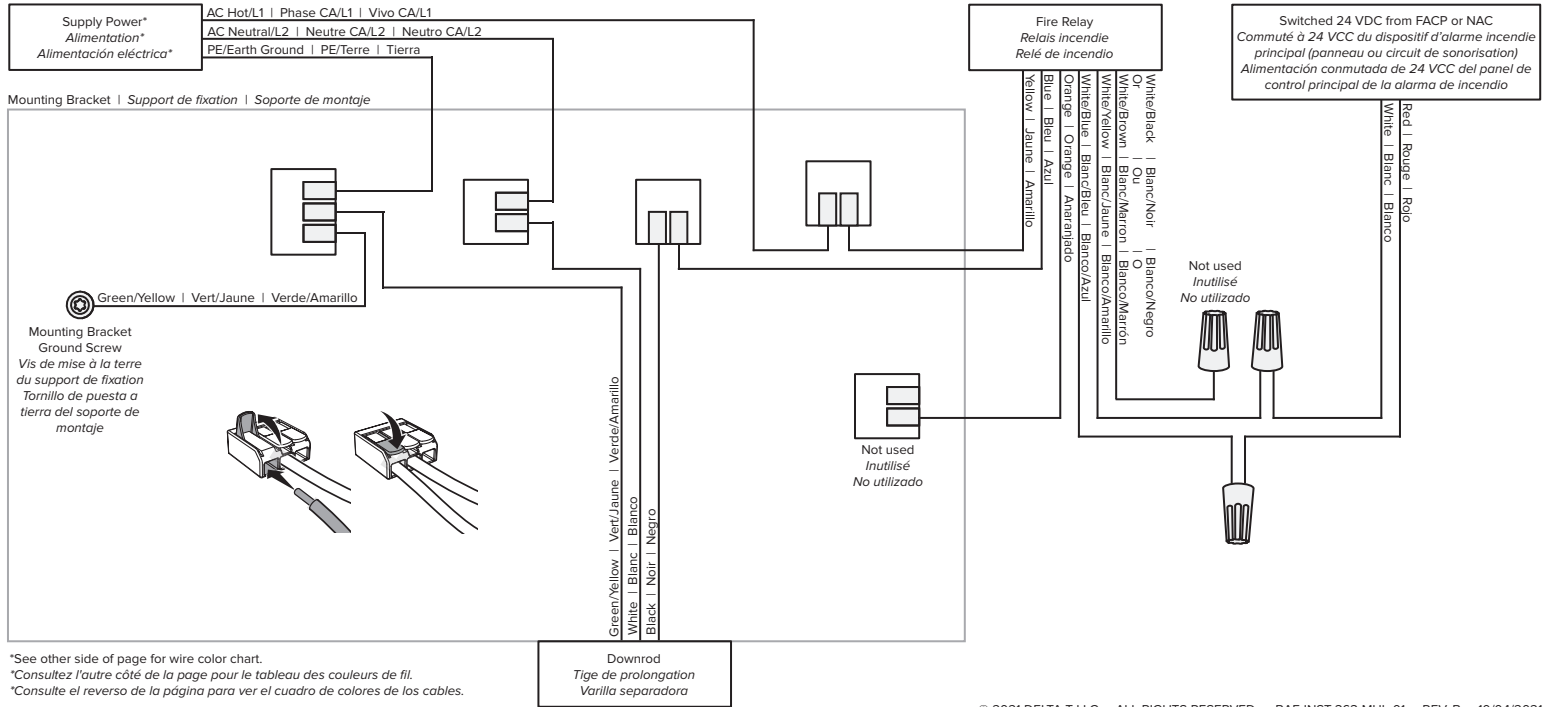 Supply Power*
Alimentation*
Alimentación eléctrica*
AC Hot/L1 | Phase CA/L1 | Vivo CA/L1
AC Neutral/L2 | Neutre CA/L2 | Neutro CA/L2
PE/Earth Ground | PE/Terre | Tierra
Fire Relay
Relais incendie
Relé de incendio
Switched 24 VDC from FACP or NAC
Commuté à 24 VCC du dispositif d'alarme incendie
principal (panneau ou circuit de sonorisation)
Alimentación conmutada de 24 VCC del panel de
control principal de la alarma de incendio
Mounting Bracket | Support de fixation | Soporte de montaje
Yellow | Jaune | Amarillo
Blue | Bleu | Azul
Orange | Orange | Anaranjado
White/Blue | Blanc/Bleu | Blanco/Azul
White/Yellow | Blanc/Jaune | Blanco/Amarillo
White/Brown | Blanc/Marron | Blanco/Marrón
Or | Ou | O
White/Black | Blanc/Noir | Blanco/Negro
White | Blanc | Blanco
Red | Rouge | Rojo
Not used
Inutilisé
No utilizado
Green/Yellow | Vert/Jaune | Verde/Amarillo
Mounting Bracket
Ground Screw
Vis de mise à la terre
du support de fixation
Tornillo de puesta a
tierra del soporte de
montaje
Not used
Inutilisé
No utilizado
Green/Yellow | Vert/Jaune | Verde/Amarillo
White | Blanc | Blanco
Black | Noir | Negro
Downrod
Tige de prolongation
Varilla separadora
*See other side of page for wire color chart.
*Consultez l'autre côté de la page pour le tableau des couleurs de fil.
*Consulte el reverso de la página para ver el cuadro de colores de los cables.